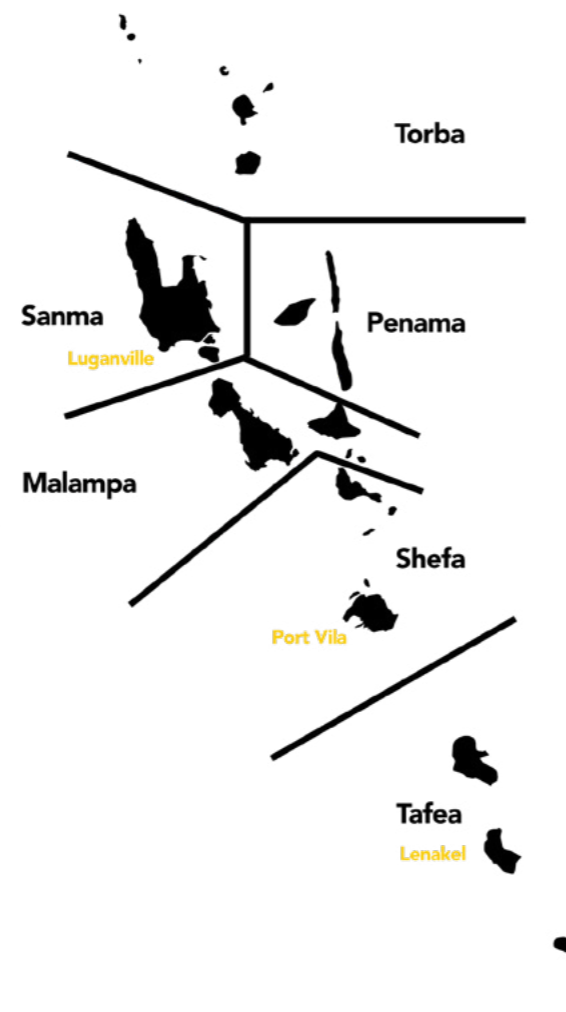 Torba
Sanma
Penama
Luganville
Malampa
Shefa
Port Vila
Tafea
Lenakel